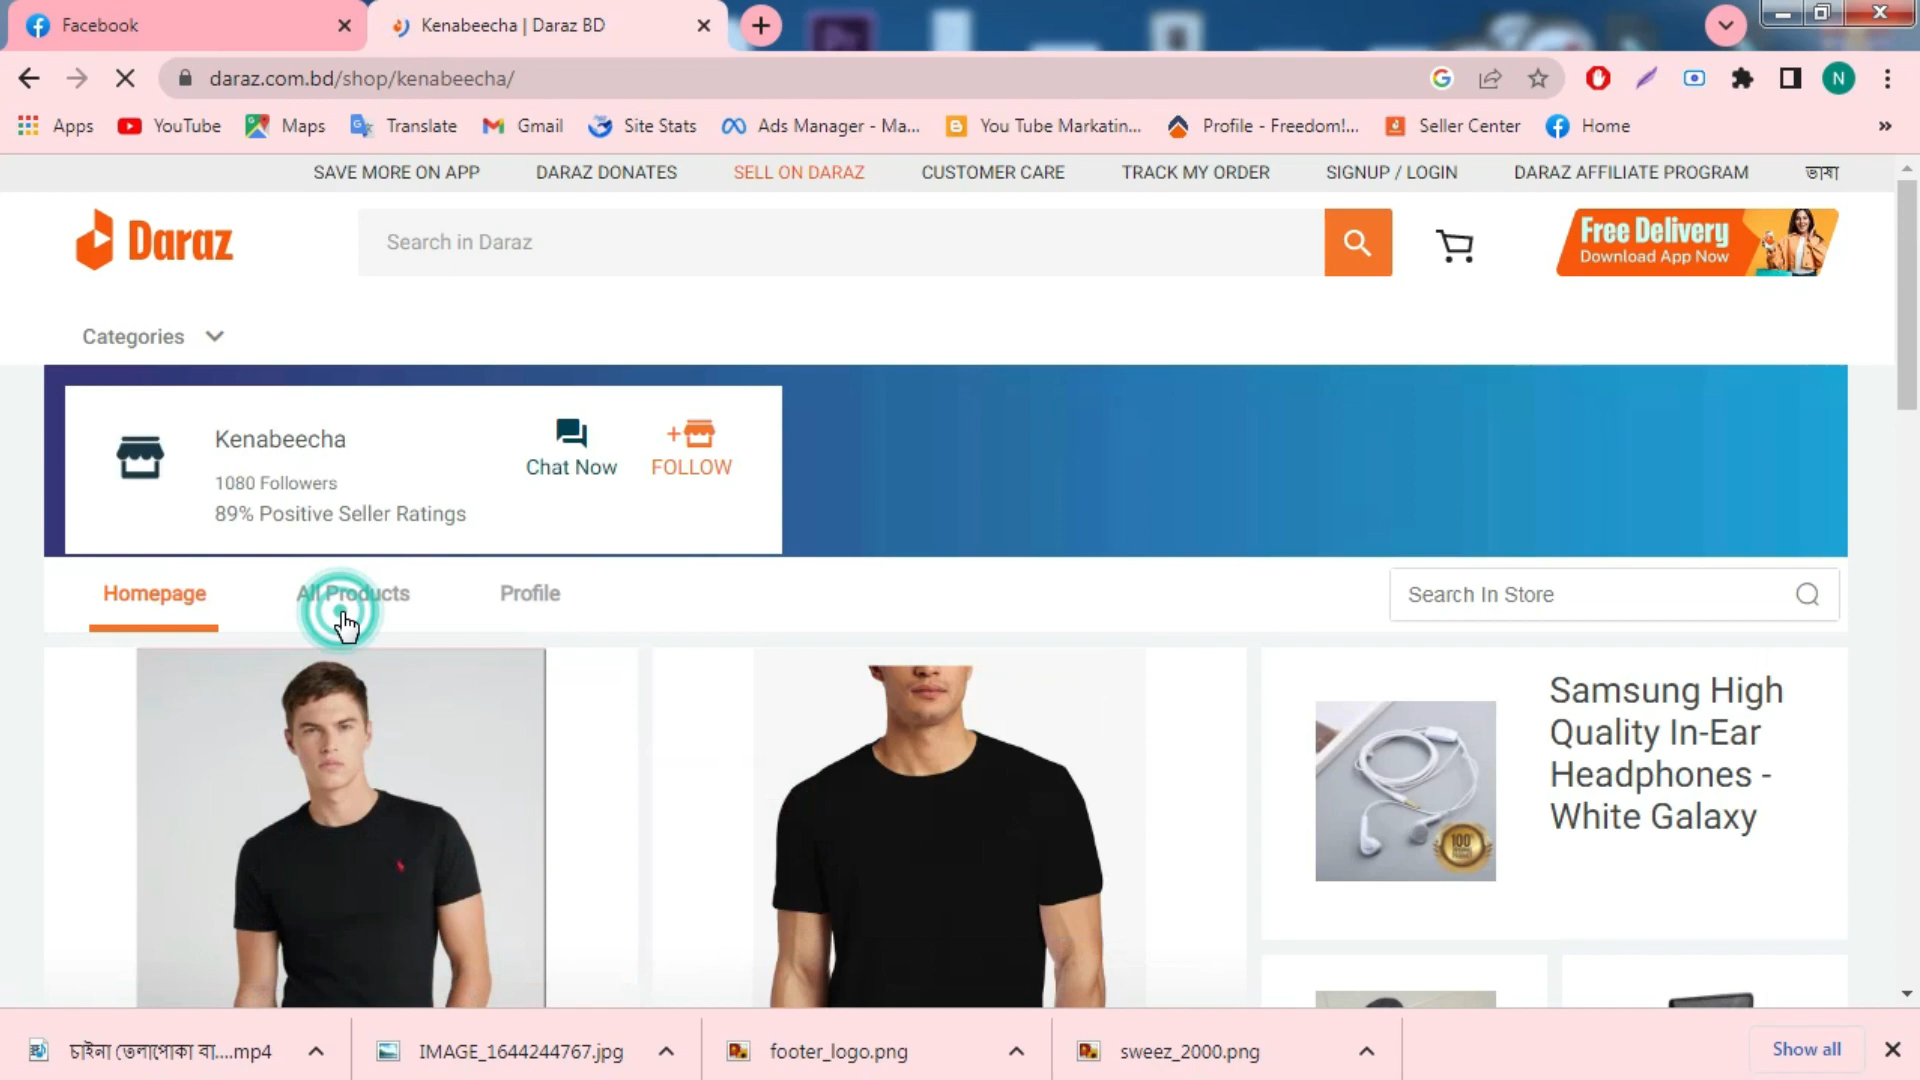 Facebook
Kenabeecha | Daraz BD
daraz.com.bd/shop/kenabeecha/
N
Apps YouTube Maps Translate Gmail Site Stats Ads Manager - Ma... You Tube Markatin... Profile - Freedom!... Seller Center Home »
SAVE MORE ON APP DARAZ DONATES SELL ON DARAZ CUSTOMER CARE TRACK MY ORDER SIGNUP / LOGIN DARAZ AFFILIATE PROGRAM ভাষা
Daraz
Search in Daraz
Free Delivery
Download App Now
Categories
Kenabeecha
1080 Followers
89% Positive Seller Ratings
Chat Now
+ FOLLOW
Homepage All Products Profile
Search In Store
Samsung High
Quality In-Ear
Headphones -
White Galaxy
100%
চাইনা তেলাপোকা বা....mp4 IMAGE_1644244767.jpg footer_logo.png sweez_2000.png Show all